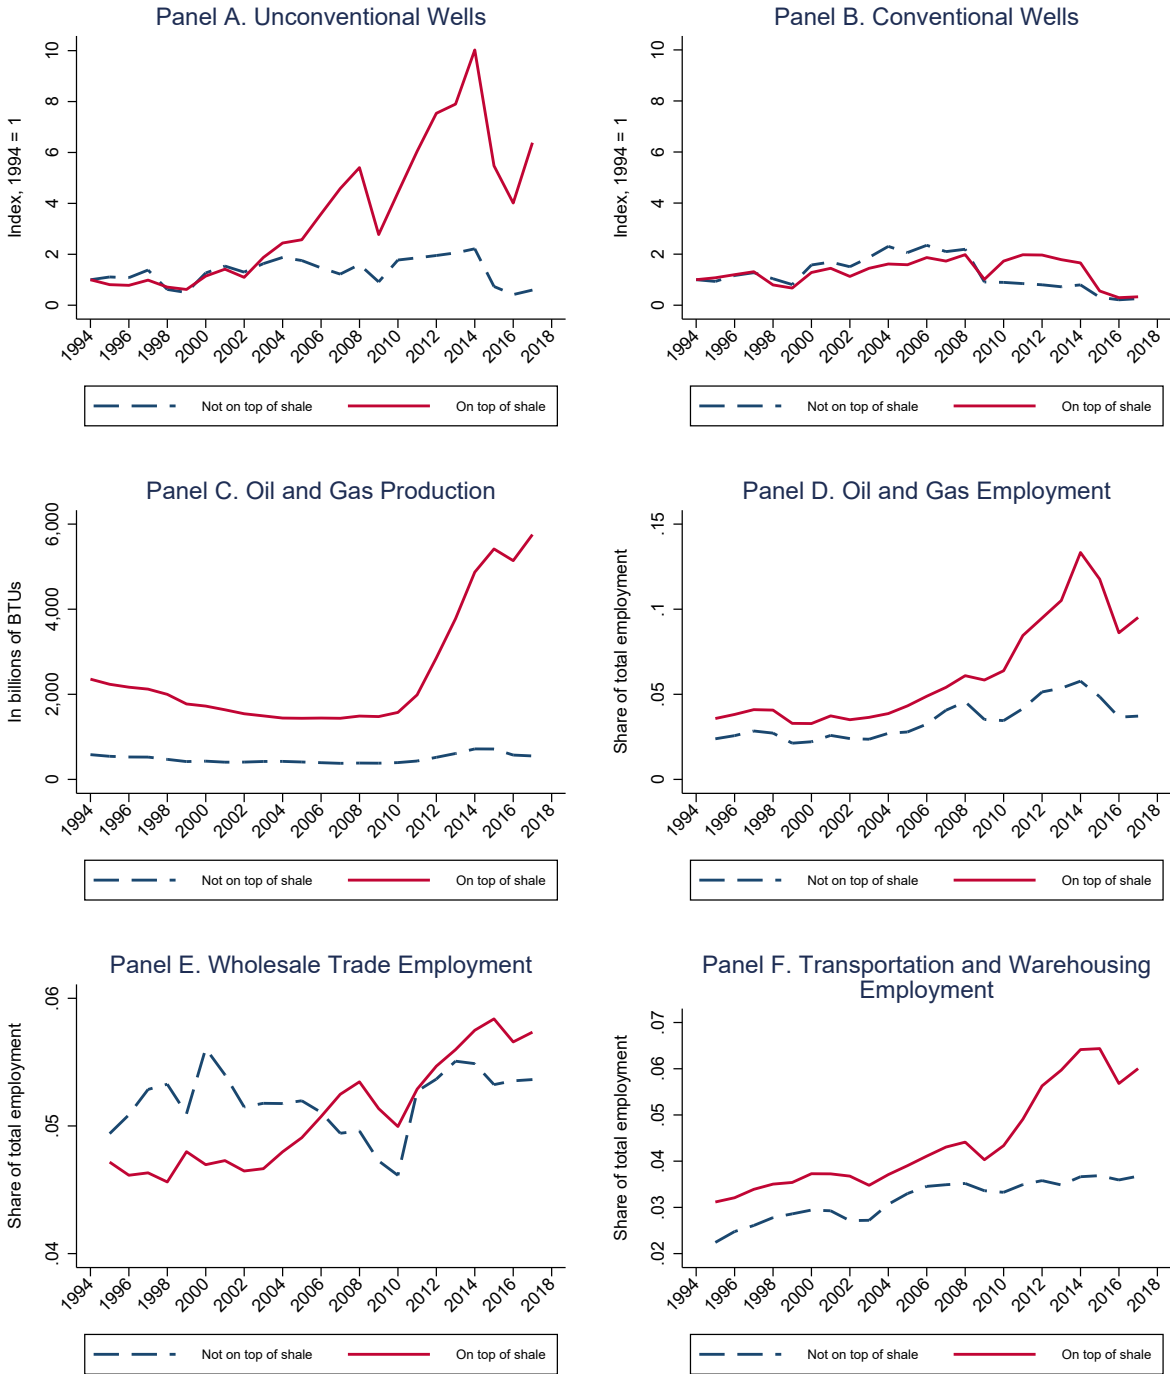 Panel A. Unconventional Wells
Index, 1994 = 1
10
8
6
4
2
0
1994 1996 1998 2000 2002 2004 2006 2008 2010 2012 2014 2016 2018
Not on top of shale On top of shale
Panel B. Conventional Wells
Index, 1994 = 1
10
8
6
4
2
0
1994 1996 1998 2000 2002 2004 2006 2008 2010 2012 2014 2016 2018
Not on top of shale On top of shale
Panel C. Oil and Gas Production
In billions of BTUs
6,000
4,000
2,000
0
1994 1996 1998 2000 2002 2004 2006 2008 2010 2012 2014 2016 2018
Not on top of shale On top of shale
Panel D. Oil and Gas Employment
Share of total employment
.15
.1
.05
0
1994 1996 1998 2000 2002 2004 2006 2008 2010 2012 2014 2016 2018
Not on top of shale On top of shale
Panel E. Wholesale Trade Employment
Share of total employment
.06
.05
.04
1994 1996 1998 2000 2002 2004 2006 2008 2010 2012 2014 2016 2018
Not on top of shale On top of shale
Panel F. Transportation and Warehousing
Employment
Share of total employment
.07
.06
.05
.04
.03
.02
1994 1996 1998 2000 2002 2004 2006 2008 2010 2012 2014 2016 2018
Not on top of shale On top of shale